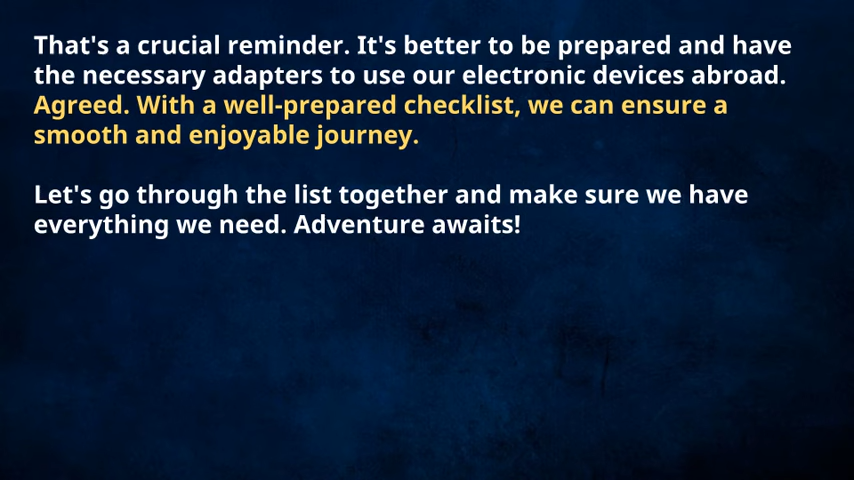 That's a crucial reminder. It's better to be prepared and have
the necessary adapters to use our electronic devices abroad.
Agreed. With a well-prepared checklist, we can ensure a
smooth and enjoyable journey.
Let's go through the list together and make sure we have
everything we need. Adventure awaits!